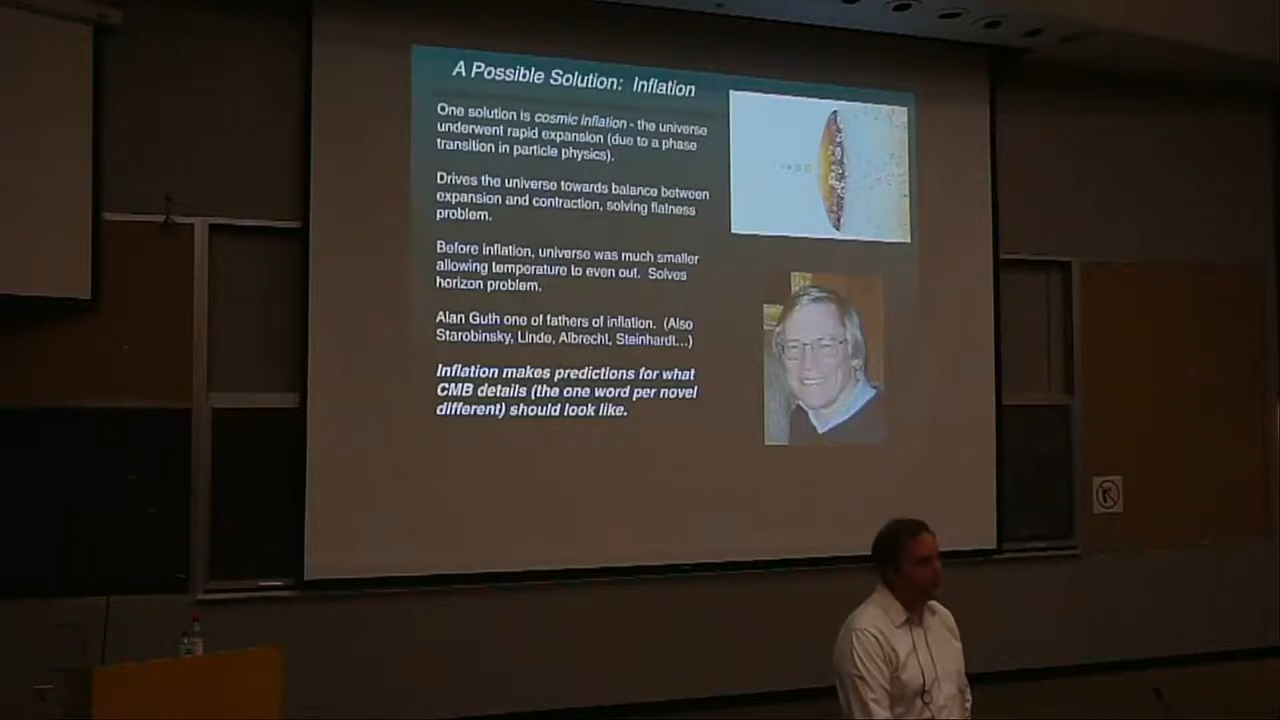 A Possible Solution: Inflation
One solution is cosmic inflation - the universe
underwent rapid expansion (due to a phase
transition in particle physics).
Drives the universe towards balance between
expansion and contraction, solving flatness
problem.
Before inflation, universe was much smaller
allowing temperature to even out. Solves
horizon problem.
Alan Guth one of fathers of inflation. (Also
Starobinsky, Linde, Albrecht, Steinhardt...)
Inflation makes predictions for what
CMB details (the one word per novel
different) should look like.